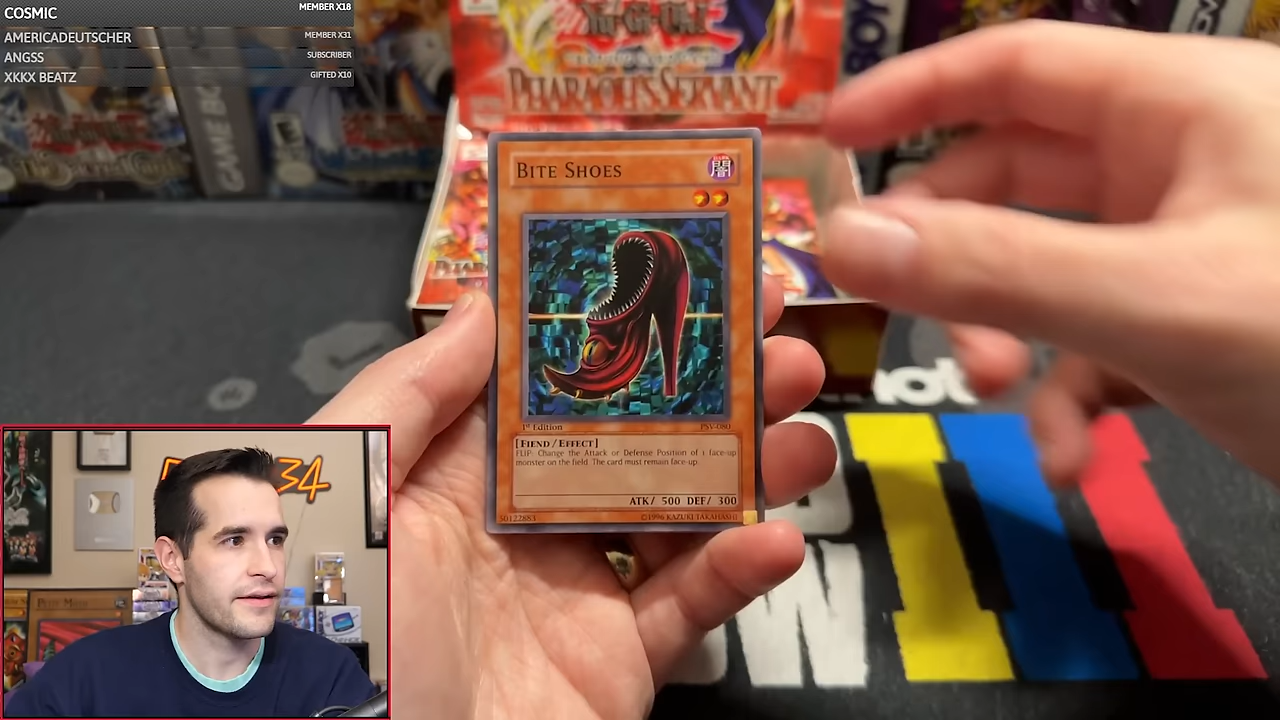 COSMIC MEMBER X18
AMERICADEUTSCHER MEMBER X31
ANGSS SUBSCRIBER
XKKX BEATZ GIFTED X10
Yu-Gi-Oh!
PHARAOH'S SERVANT
GAME BOY
BITE SHOES
闇
1st Edition PSV-080
[FIEND/EFFECT]
FLIP: Change the Attack or Defense Position of 1 face-up
monster on the field. The card must remain face-up.
ATK/ 500 DEF/ 300
50122883 ©1996 KAZUKI TAKAHASHI
34